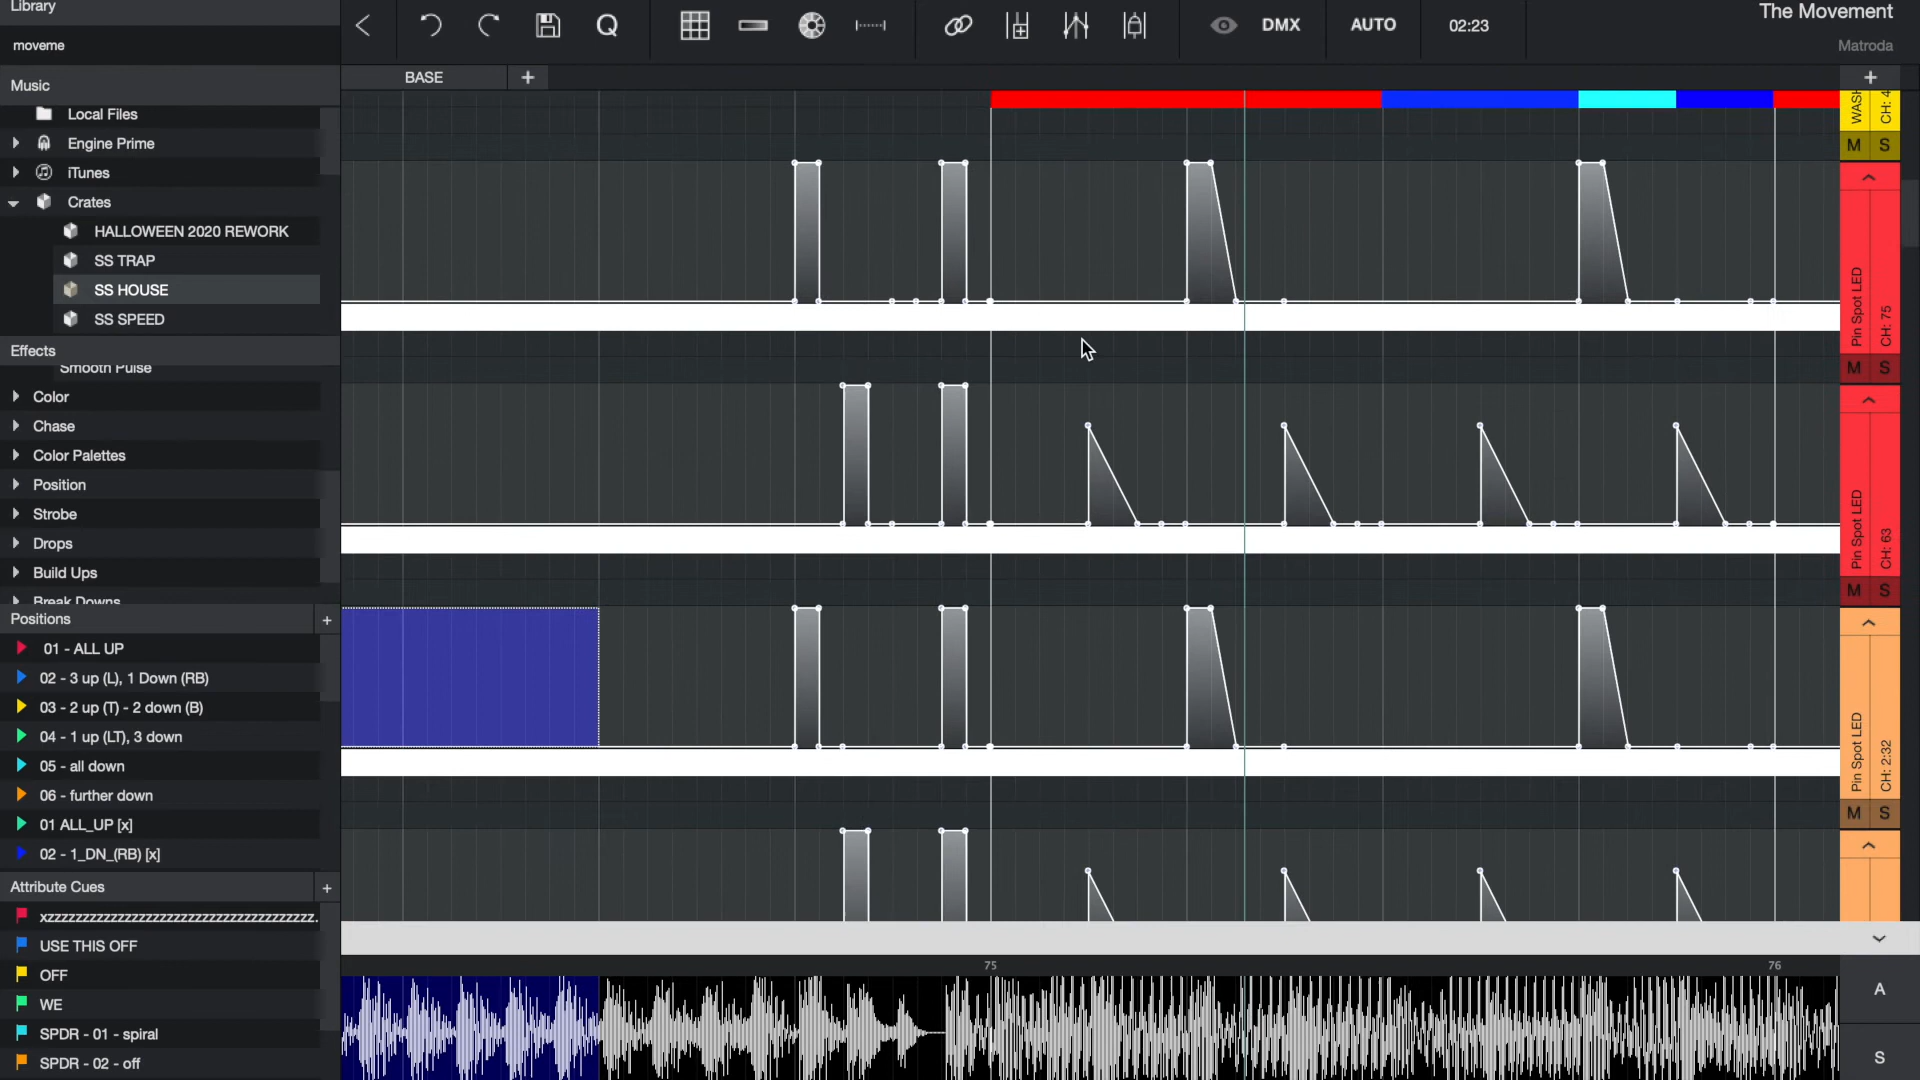 Library
moveme
Music
Local Files
Engine Prime
iTunes
Crates
HALLOWEEN 2020 REWORK
SS TRAP
SS HOUSE
SS SPEED
Effects
Smooth Pulse
Color
Chase
Color Palettes
Position
Strobe
Drops
Build Ups
Break Downs
Positions +
01 - ALL UP
02 - 3 up (L), 1 Down (RB)
03 - 2 up (T) - 2 down (B)
04 - 1 up (LT), 3 down
05 - all down
06 - further down
01 ALL_UP [x]
02 - 1_DN_(RB) [x]
Attribute Cues +
xzzzzzzzzzzzzzzzzzzzzzzzzzzzzzzzzzzzzzz.
USE THIS OFF
OFF
WE
SPDR - 01 - spiral
SPDR - 02 - off
Q
DMX
AUTO
02:23
The Movement
Matroda
BASE +
+
WASH
CH: 4
M S
Pin Spot LED
CH: 75
M S
Pin Spot LED
CH: 63
M S
Pin Spot LED
CH: 2:32
M S
75 76
A
S